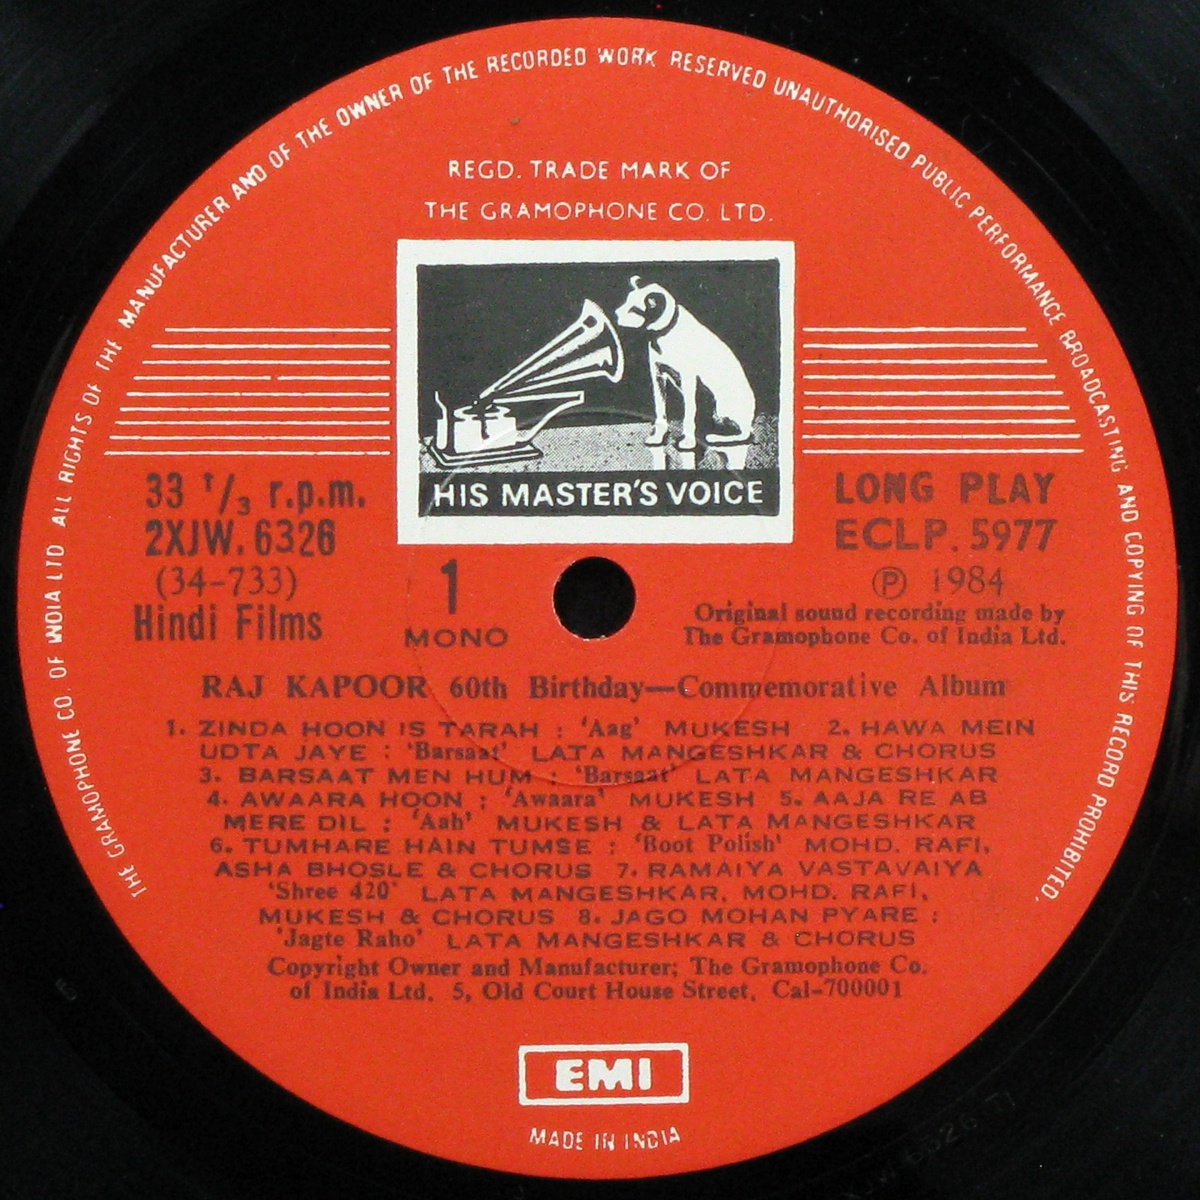 THE GRAMOPHONE CO. OF INDIA LTD ALL RIGHTS OF THE MANUFACTURER AND OF THE OWNER OF THE RECORDED WORK RESERVED UNAUTHORISED PUBLIC PERFORMANCE BROADCASTING AND COPYING OF THIS RECORD PROHIBITED.
REGD. TRADE MARK OF
THE GRAMOPHONE CO. LTD.
HIS MASTER'S VOICE
33 1/3 r.p.m.
2XJW. 6326
(34-733)
Hindi Films
1
MONO
LONG PLAY
ECLP. 5977
Ⓟ 1984
Original sound recording made by
The Gramophone Co. of India Ltd.
RAJ KAPOOR 60th Birthday—Commemorative Album
1. ZINDA HOON IS TARAH : 'Aag' MUKESH 2. HAWA MEIN
UDTA JAYE : 'Barsaat' LATA MANGESHKAR & CHORUS
3. BARSAAT MEN HUM : 'Barsaat' LATA MANGESHKAR
4. AWAARA HOON : 'Awaara' MUKESH 5. AAJA RE AB
MERE DIL : 'Aah' MUKESH & LATA MANGESHKAR
6. TUMHARE HAIN TUMSE : 'Boot Polish' MOHD. RAFI,
ASHA BHOSLE & CHORUS 7. RAMAIYA VASTAVAIYA
'Shree 420' LATA MANGESHKAR, MOHD. RAFI,
MUKESH & CHORUS 8. JAGO MOHAN PYARE :
'Jagte Raho' LATA MANGESHKAR & CHORUS
Copyright Owner and Manufacturer; The Gramophone Co.
of India Ltd. 5, Old Court House Street, Cal-700001
EMI
MADE IN INDIA